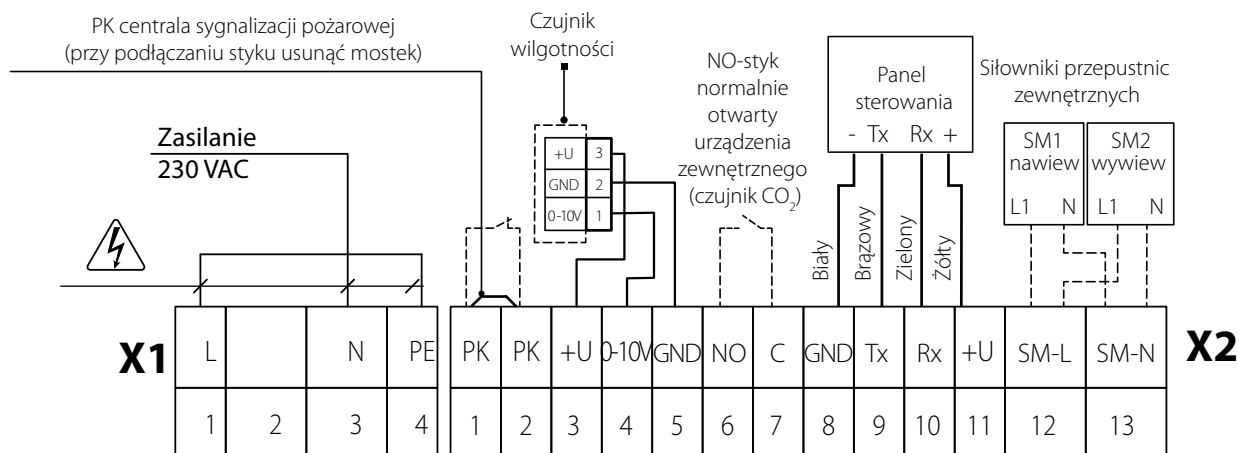 PK centrala sygnalizacji pożarowej
(przy podłączaniu styku usunąć mostek)
Czujnik
wilgotności
NO-styk
normalnie
otwarty
urządzenia
zewnętrznego
(czujnik CO₂)
Panel
sterowania
- Tx Rx +
Siłowniki przepustnic
zewnętrznych
SM1
nawiew
L1 N
SM2
wywiew
L1 N
Zasilanie
230 VAC
+U 3
GND 2
0-10V 1
Biały
Brązowy
Zielony
Żółty
X1
L N PE
1 2 3 4
PK PK +U 0-10V GND NO C GND Tx Rx +U SM-L SM-N
1 2 3 4 5 6 7 8 9 10 11 12 13
X2